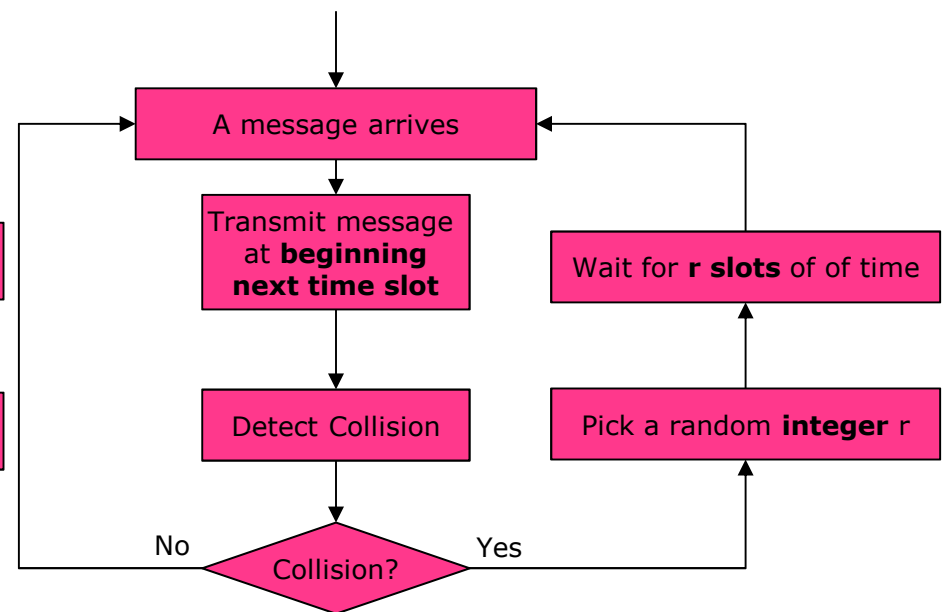 A message arrives
Transmit message
at beginning
next time slot
Detect Collision
Collision?
No
Yes
Pick a random integer r
Wait for r slots of of time